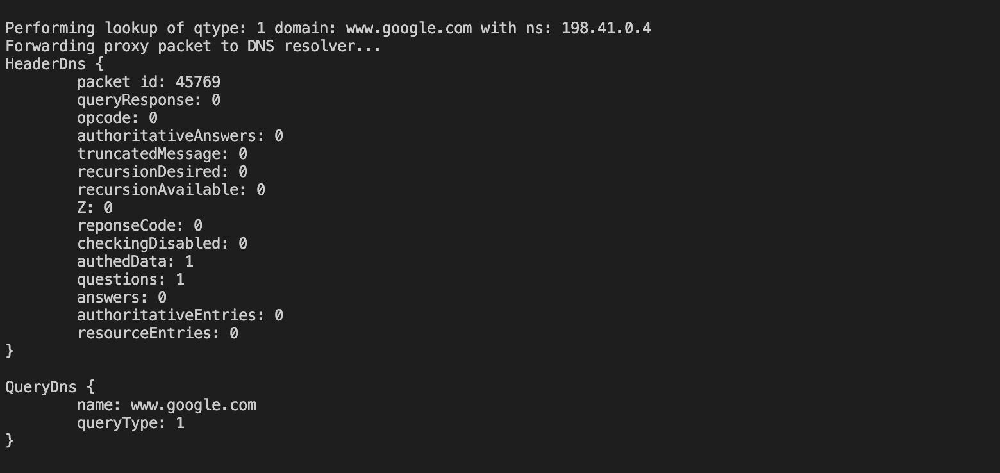 Performing lookup of qtype: 1 domain: www.google.com with ns: 198.41.0.4
Forwarding proxy packet to DNS resolver...
HeaderDns {
packet id: 45769
queryResponse: 0
opcode: 0
authoritativeAnswers: 0
truncatedMessage: 0
recursionDesired: 0
recursionAvailable: 0
Z: 0
reponseCode: 0
checkingDisabled: 0
authedData: 1
questions: 1
answers: 0
authoritativeEntries: 0
resourceEntries: 0
}
QueryDns {
name: www.google.com
queryType: 1
}